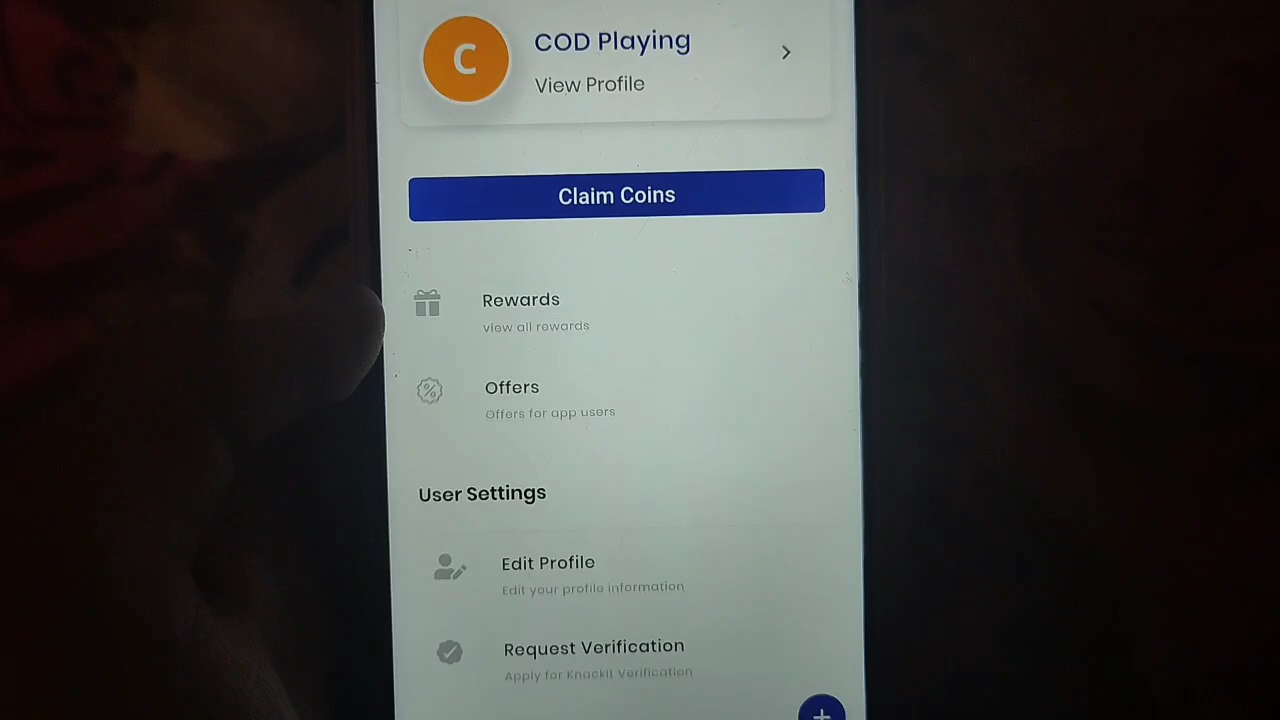 C
COD Playing
View Profile
Claim Coins
Rewards
view all rewards
Offers
Offers for app users
User Settings
Edit Profile
Edit your profile information
Request Verification
Apply for Knackit Verification
+